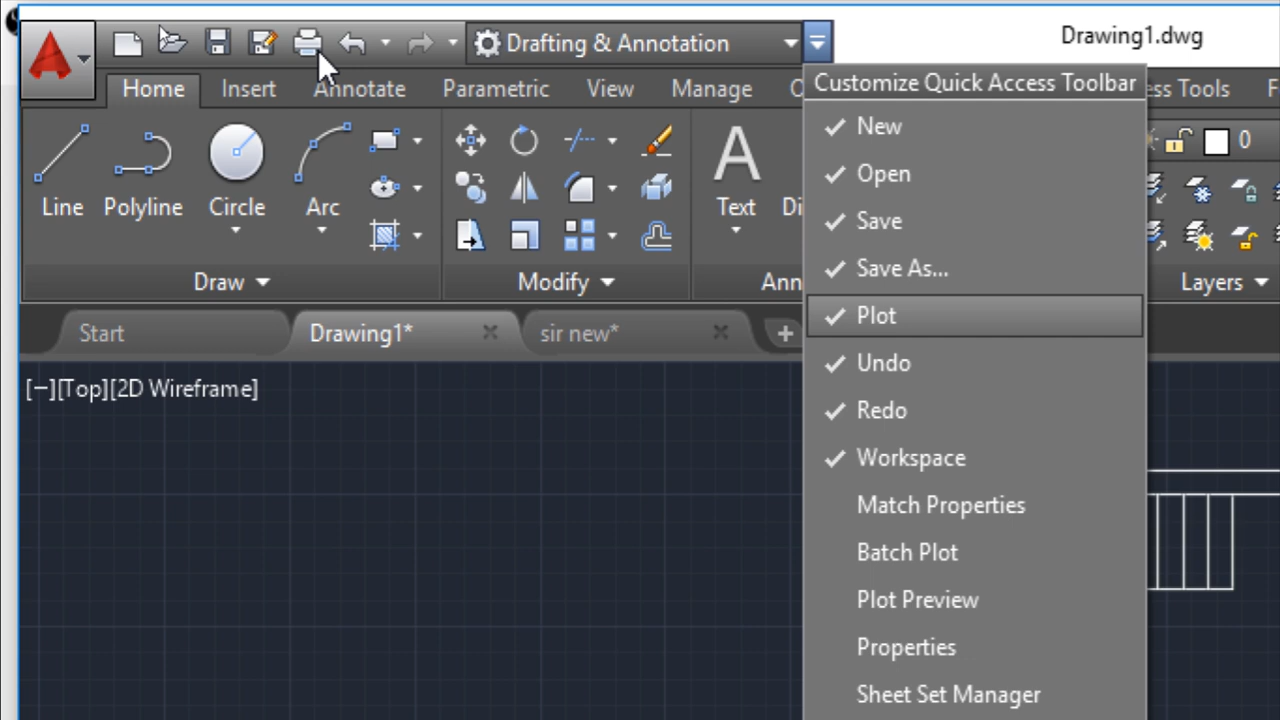 Drafting & Annotation
Drawing1.dwg
Home
Insert
Annotate
Parametric
View
Manage
Customize Quick Access Toolbar
New
Open
Save
Save As...
Plot
Undo
Redo
Workspace
Match Properties
Batch Plot
Plot Preview
Properties
Sheet Set Manager
Tools
0
Line
Polyline
Circle
Arc
Text
Draw
Modify
Layers
Start
Drawing1*
sir new*
[−][Top][2D Wireframe]